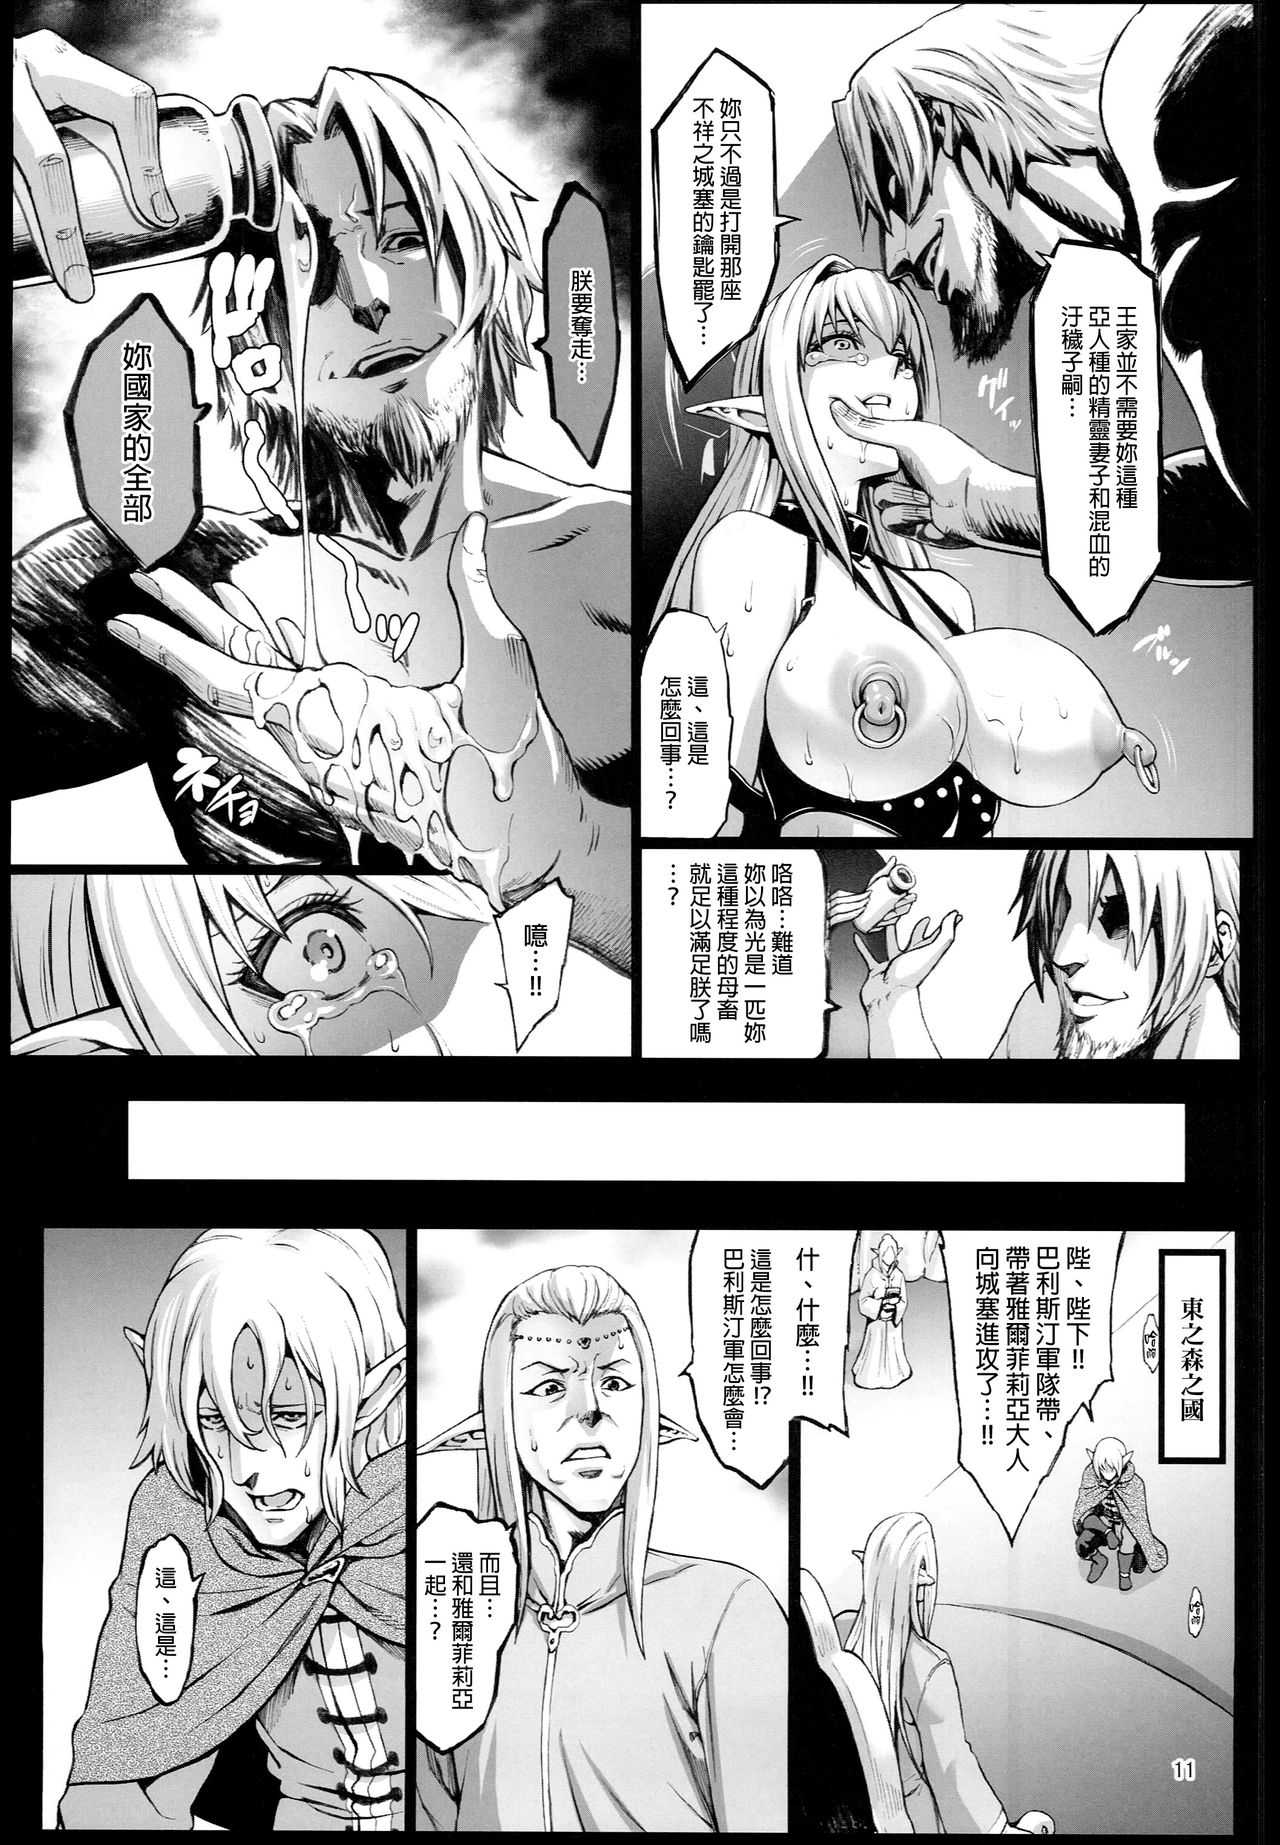 王家並不需要妳這種
亞人種的精靈妻子和混血的
汙穢子嗣…
妳只不過是打開那座
不祥之城塞的鑰匙罷了…
グイッ
ブルン
這、這是
怎麼回事…?
咯咯…難道
妳以為光是一匹妳
這種程度的母畜
就足以滿足朕了嗎
…?
朕要奪走…
妳國家的全部
ネチョ
噫…!!
東之森之國
哈啊
哈啊
陛、陛下!!
巴利斯汀軍隊帶、
帶著雅爾菲莉亞大人
向城塞進攻了…!!
什、什麼…!!
這是怎麼回事!?
巴利斯汀軍怎麼會…
而且…
還和雅爾菲莉亞
一起…?
這、這是…
11